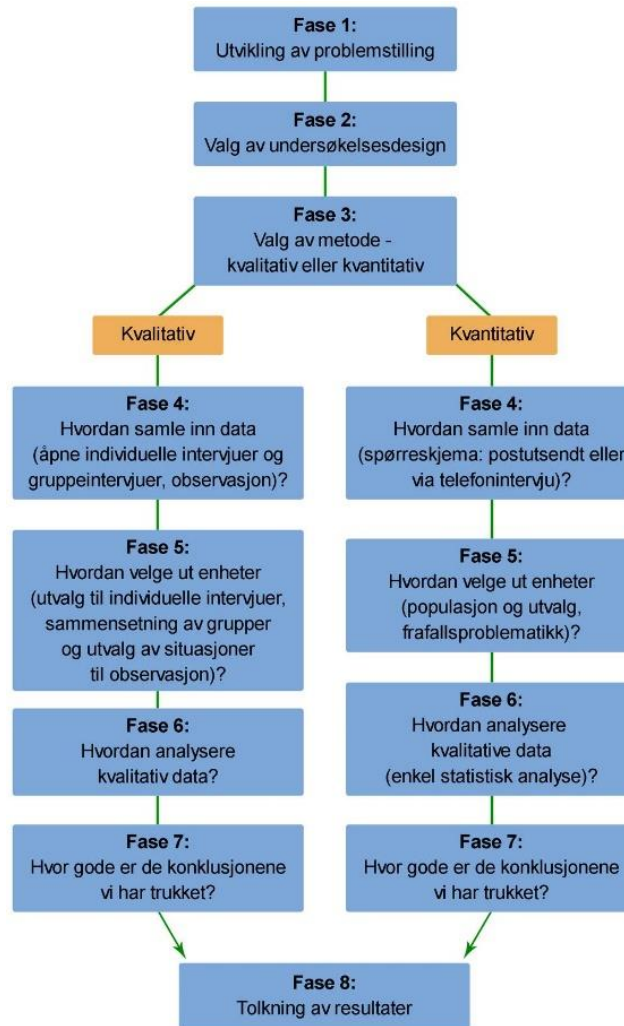 Fase 1:
Utvikling av problemstilling
Fase 2:
Valg av undersøkelsesdesign
Fase 3:
Valg av metode -
kvalitativ eller kvantitativ
Kvalitativ
Fase 4:
Hvordan samle inn data
(åpne individuelle intervjuer og
gruppeintervjuer, observasjon)?
Fase 5:
Hvordan velge ut enheter
(utvalg til individuelle intervjuer,
sammensetning av grupper
og utvalg av situasjoner
til observasjon)?
Fase 6:
Hvordan analysere
kvalitativ data?
Fase 7:
Hvor gode er de konklusjonene
vi har trukket?
Kvantitativ
Fase 4:
Hvordan samle inn data
(spørreskjema: postutsendt eller
via telefonintervju)?
Fase 5:
Hvordan velge ut enheter
(populasjon og utvalg,
frafallsproblematikk)?
Fase 6:
Hvordan analysere
kvalitative data
(enkel statistisk analyse)?
Fase 7:
Hvor gode er de konklusjonene
vi har trukket?
Fase 8:
Tolkning av resultater